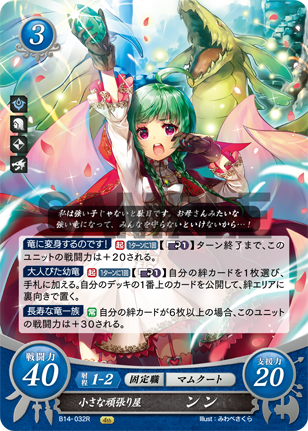 3
私は強い子じゃないと駄目です。お母さんみたいな
強い竜になって、みんなを守らないといけないから…！
竜に変身するのです！ 起 1ターンに1回【1】ターン終了まで、こ
のユニットの戦闘力は＋20される。
大人びた幼竜 起 1ターンに1回【1】自分の絆カードを1枚選び、
手札に加える。自分のデッキの1番上のカードを公開して、絆エリアに
裏向きで置く。
長寿な竜一族 常 自分の絆カードが6枚以上の場合、このユニット
の戦闘力は＋30される。
戦闘力 40
射程 1-2
固定職
マムクート
支援力 20
小さな頑張り屋 ンン
B14-032R
Illust：みわべさくら